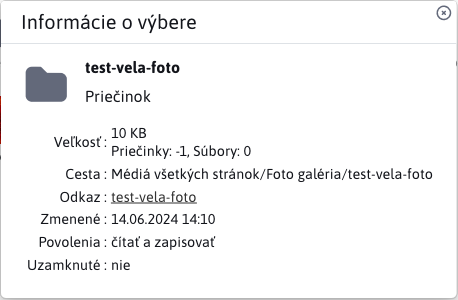 Informácie o výbere
test-vela-foto
Priečinok
Veľkosť : 10 KB
Priečinky: -1, Súbory: 0
Cesta : Médiá všetkých stránok/Foto galéria/test-vela-foto
Odkaz : test-vela-foto
Zmenené : 14.06.2024 14:10
Povolenia : čítať a zapisovať
Uzamknuté : nie